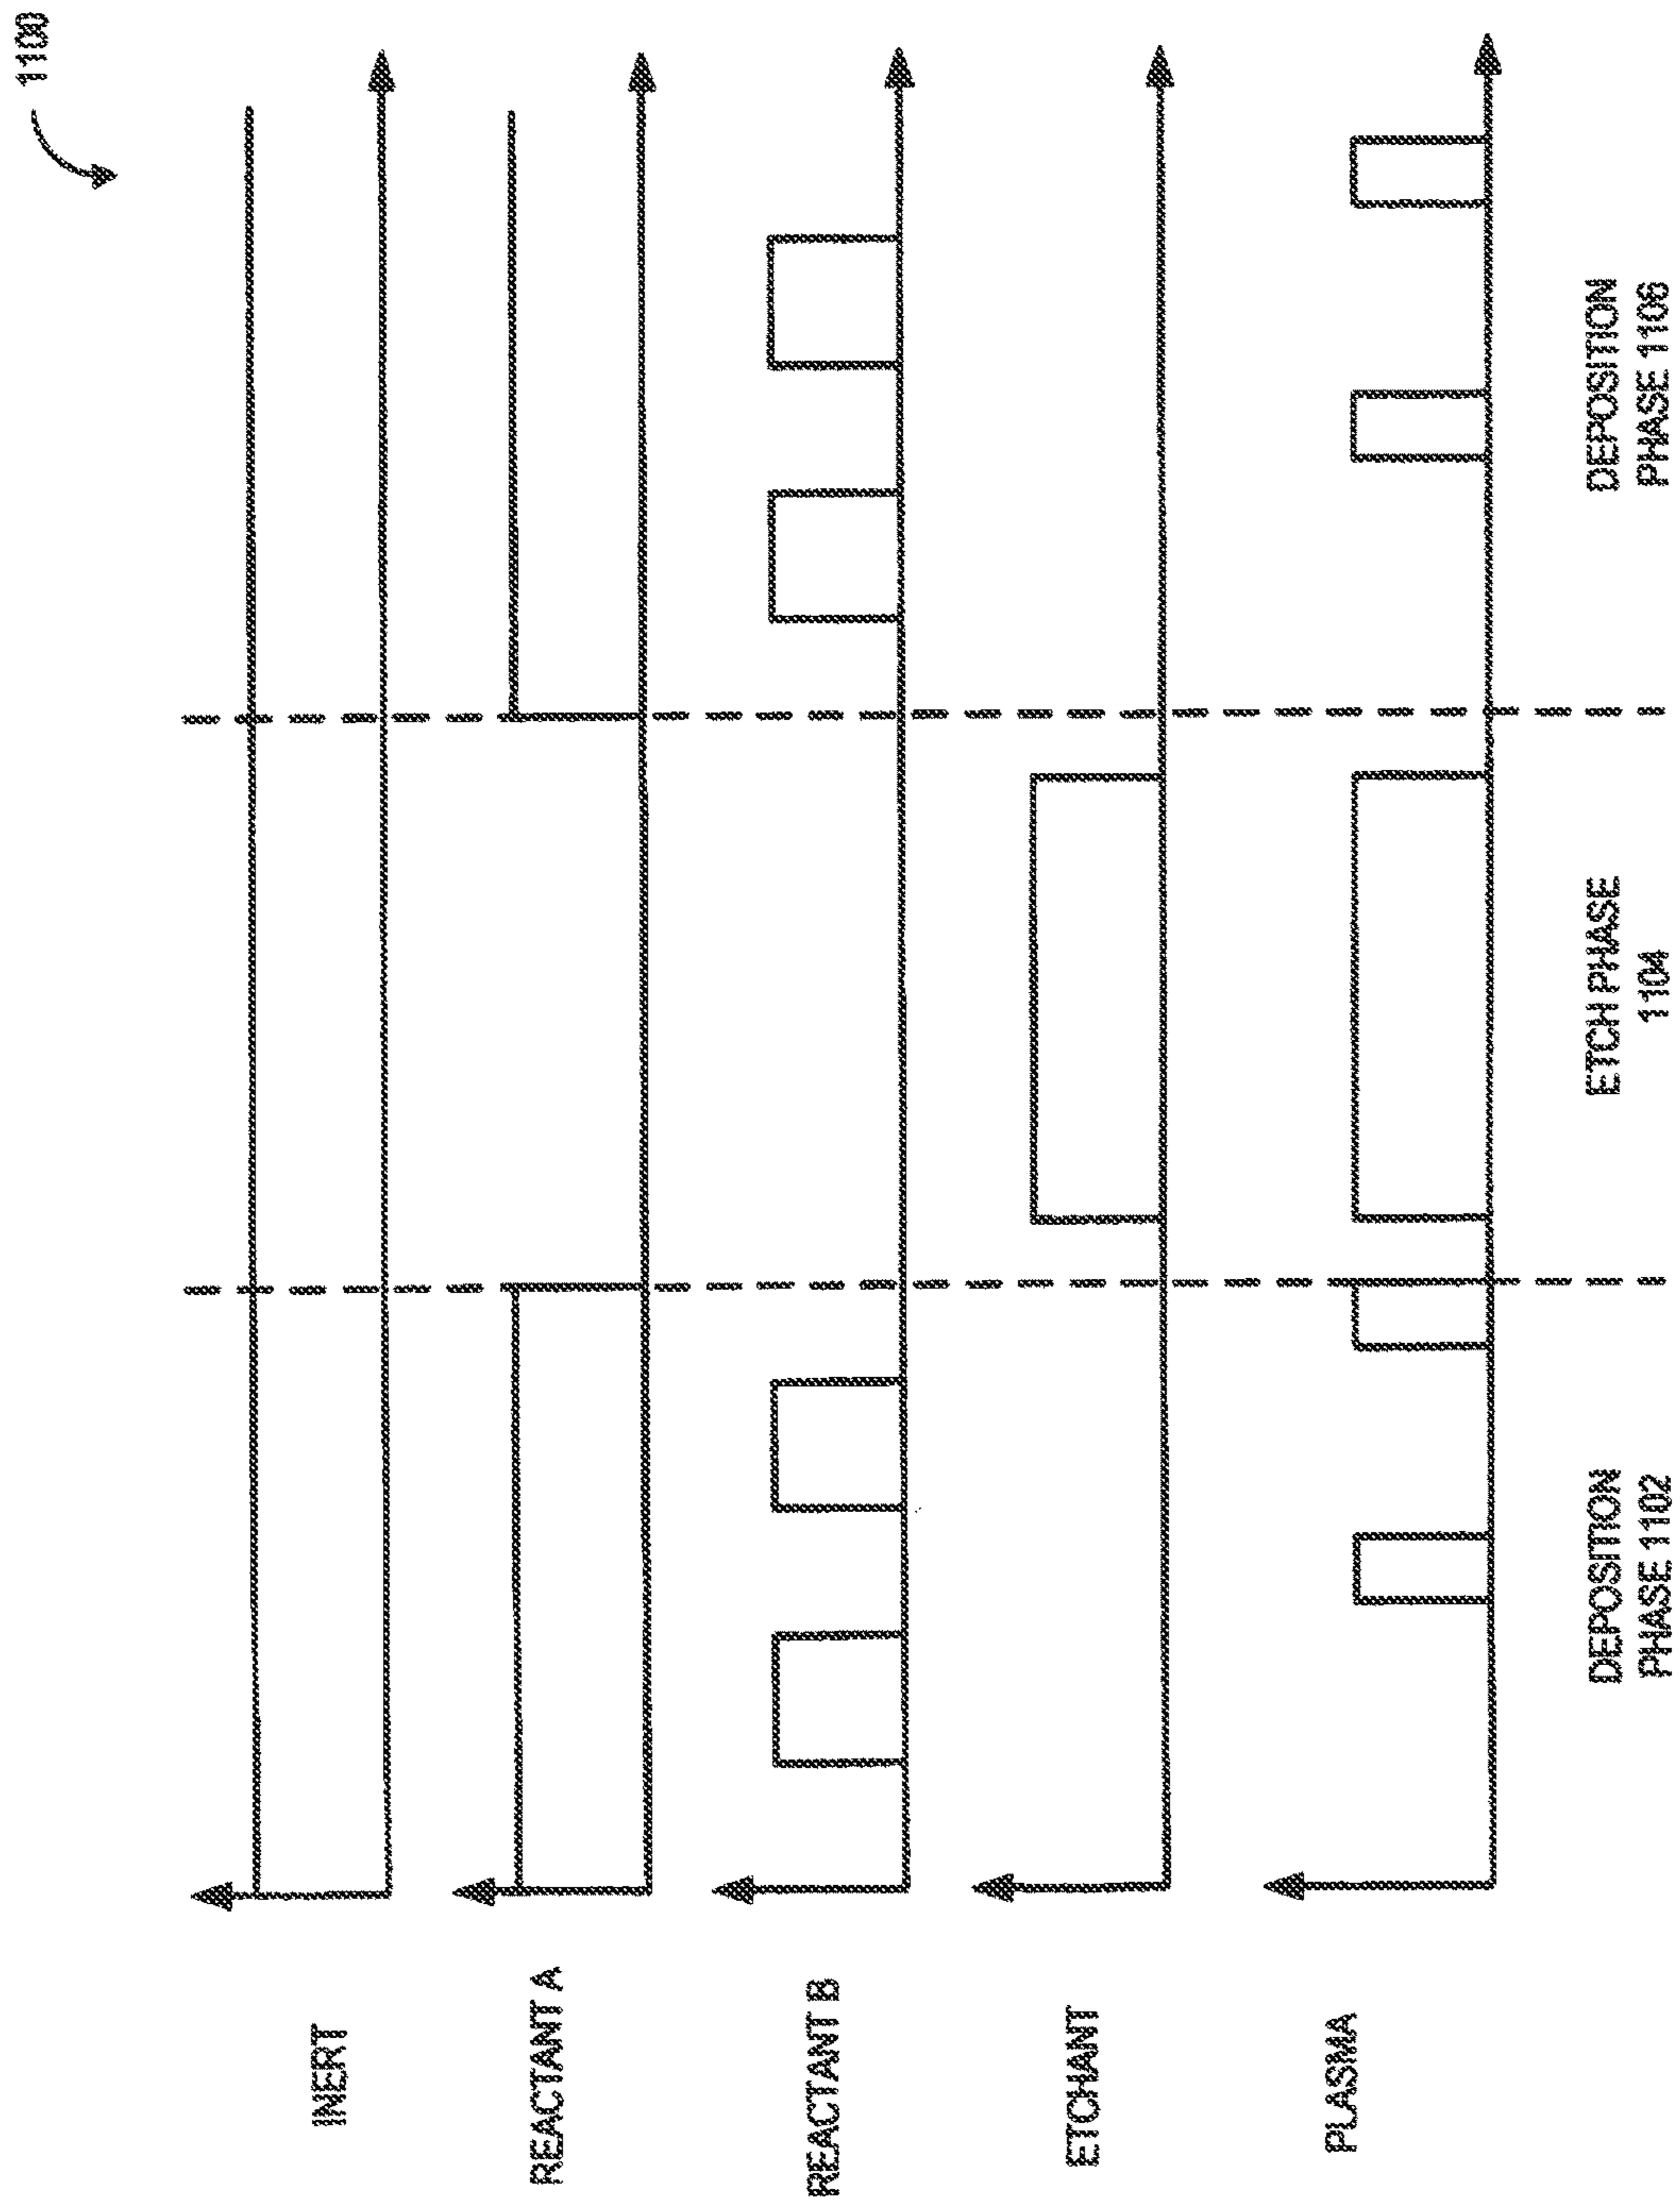 1100
INERT
REACTANT A
REACTANT B
ETCHANT
PLASMA
DEPOSITION
PHASE 1102
ETCH PHASE
1104
DEPOSITION
PHASE 1106